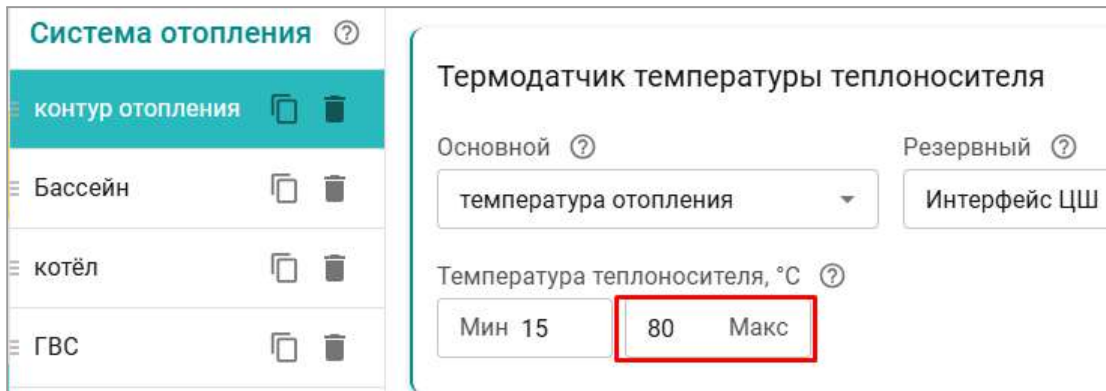 Система отопления
контур отопления
Бассейн
котёл
ГВС
Термодатчик температуры теплоносителя
Основной
Резервный
температура отопления
Интерфейс ЦШ
Температура теплоносителя, °C
Мин 15
80 Макс